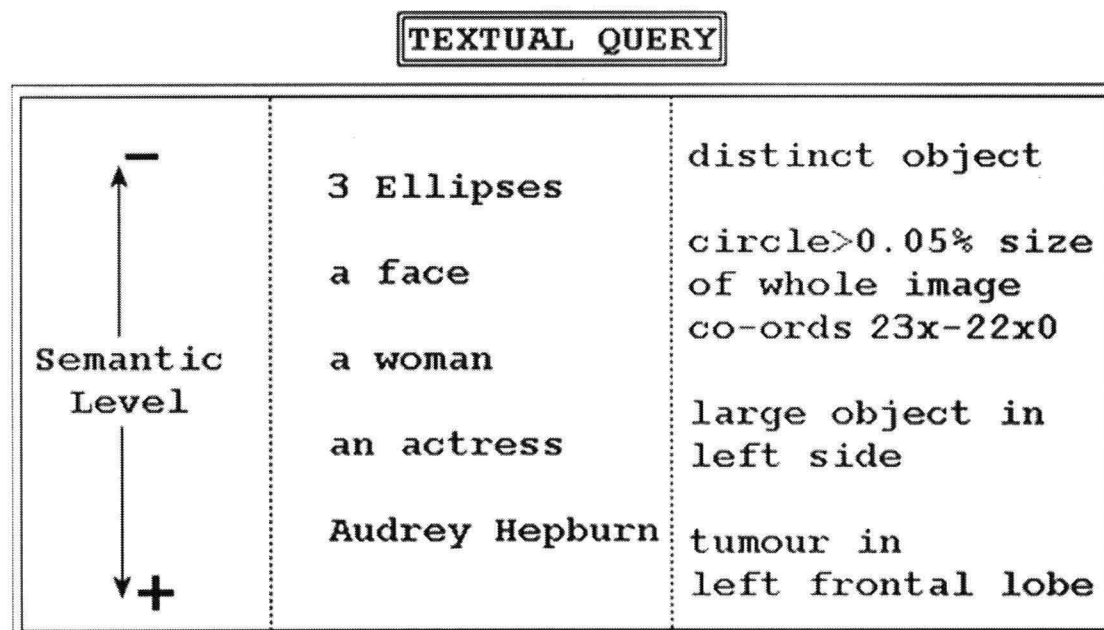 TEXTUAL QUERY
−
Semantic
Level
+
3 Ellipses
a face
a woman
an actress
Audrey Hepburn
distinct object
circle>0.05% size
of whole image
co-ords 23x-22x0
large object in
left side
tumour in
left frontal lobe